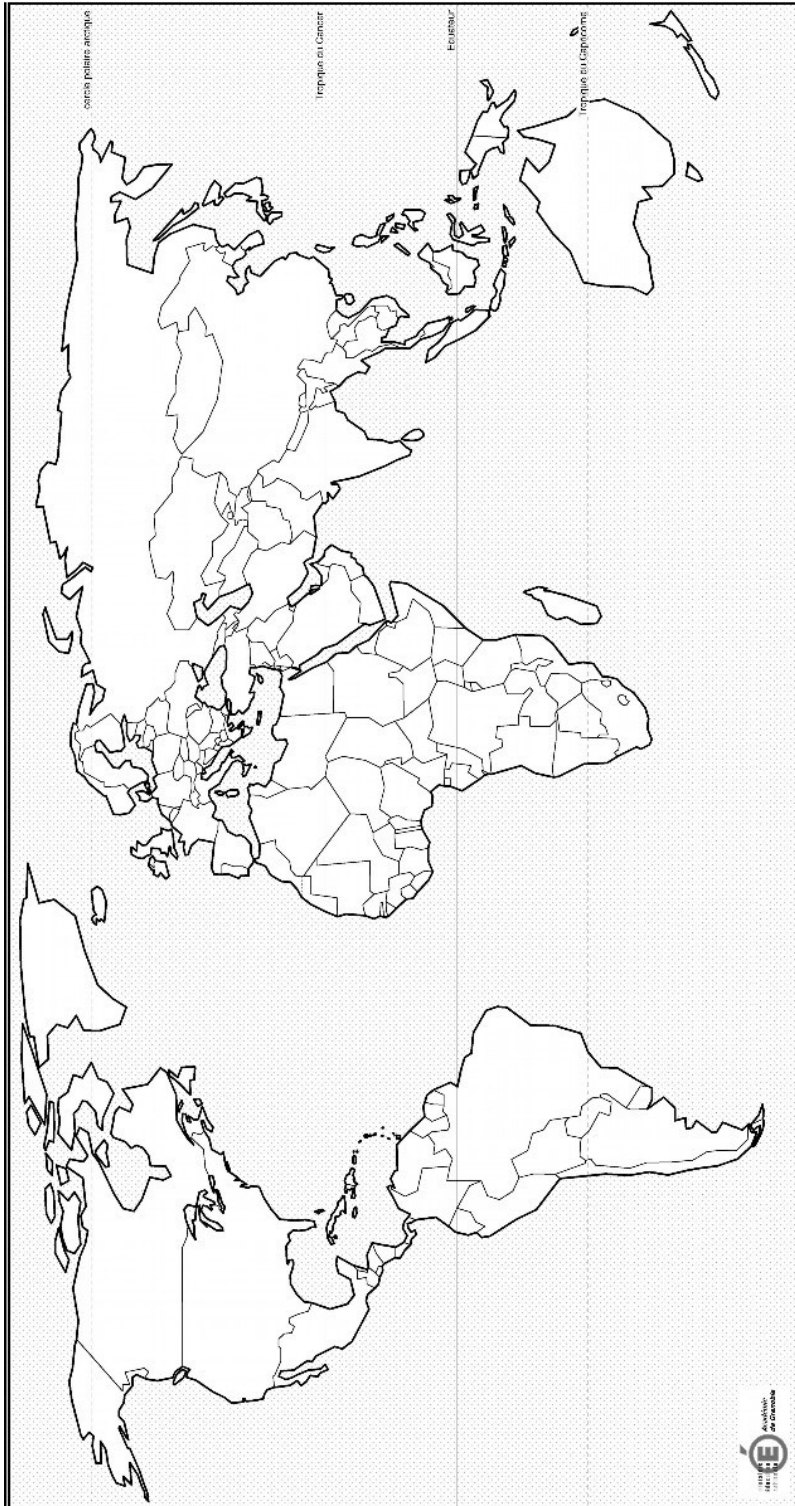 cercle polaire arctique
Tropique du Cancer
Equateur
Tropique du Capricorne
Académie
de Grenoble